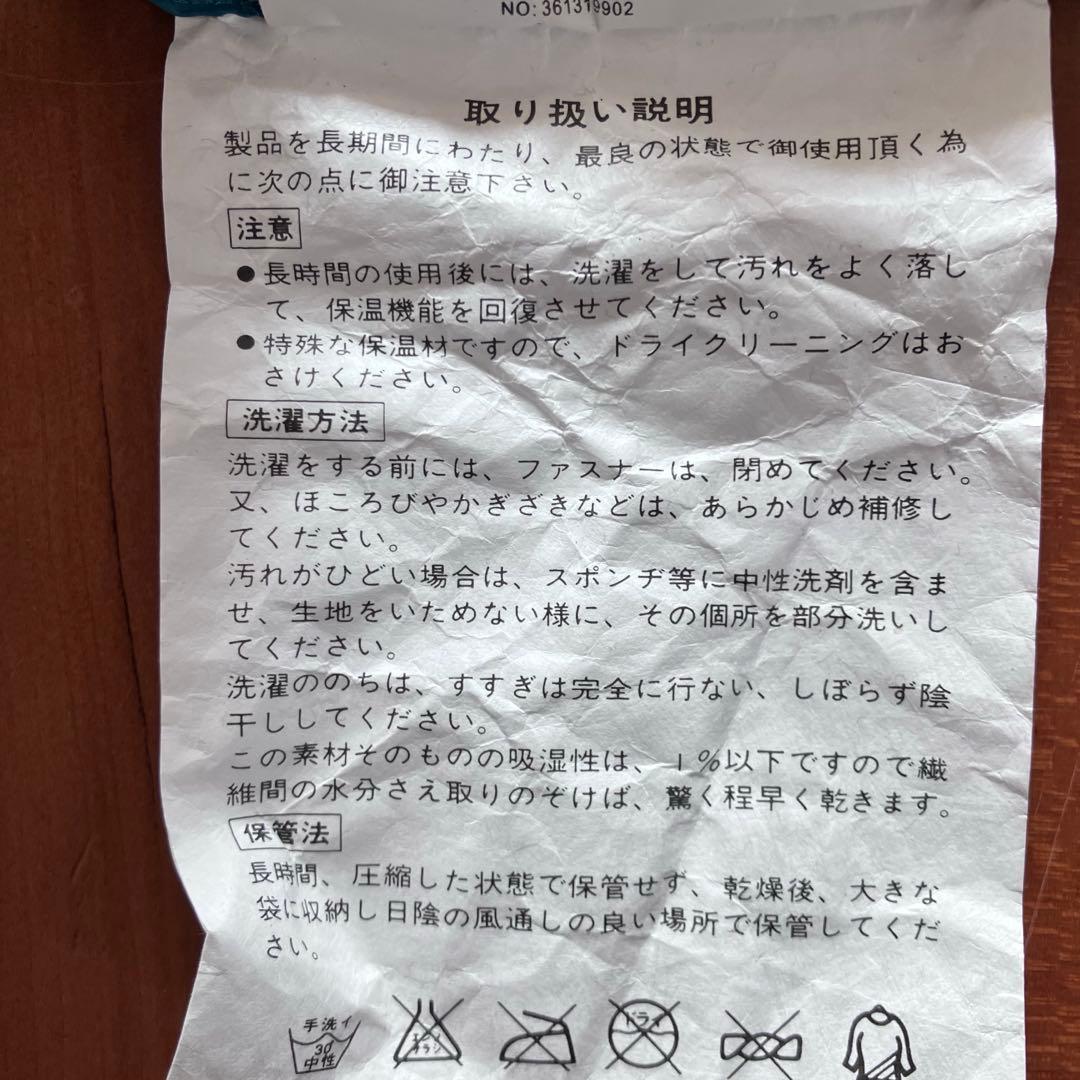 NO: 361319902
取り扱い説明
製品を長期間にわたり、最良の状態で御使用頂く為
に次の点に御注意下さい。
注意
●長時間の使用後には、洗濯をして汚れをよく落し
て、保温機能を回復させてください。
●特殊な保温材ですので、ドライクリーニングはお
さけください。
洗濯方法
洗濯をする前には、ファスナーは、閉めてください。
又、ほころびやかぎざきなどは、あらかじめ補修し
てください。
汚れがひどい場合は、スポンヂ等に中性洗剤を含ま
せ、生地をいためない様に、その個所を部分洗いし
てください。
洗濯ののちは、すすぎは完全に行ない、しぼらず陰
干ししてください。
この素材そのものの吸湿性は、1%以下ですので繊
維間の水分さえ取りのぞけば、驚く程早く乾きます。
保管法
長時間、圧縮した状態で保管せず、乾燥後、大きな
袋に収納し日陰の風通しの良い場所で保管してくだ
さい。
手洗イ
30
中性
エンソ
サラシ
ドライ